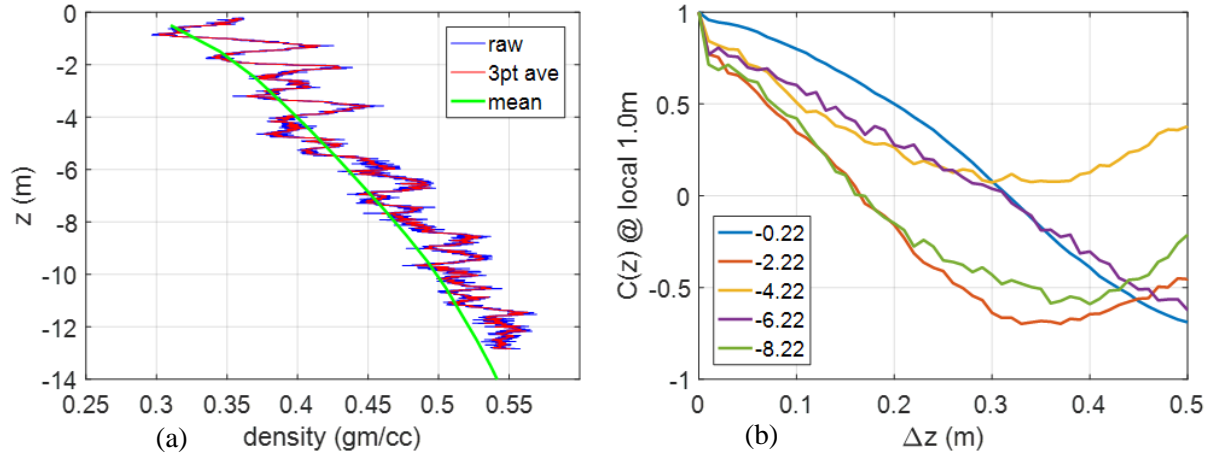 raw
3pt ave
mean
0
-2
-4
-6
-8
-10
-12
-14
z (m)
0.25 0.3 0.35 0.4 0.45 0.5 0.55
density (gm/cc)
(a)
1
0.5
0
-0.5
-1
C(z) @ local 1.0m
-0.22
-2.22
-4.22
-6.22
-8.22
0 0.1 0.2 0.3 0.4 0.5
Δz (m)
(b)